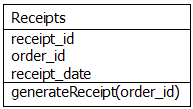 Receipts
receipt_id
order_id
receipt_date
generateReceipt(order_id)